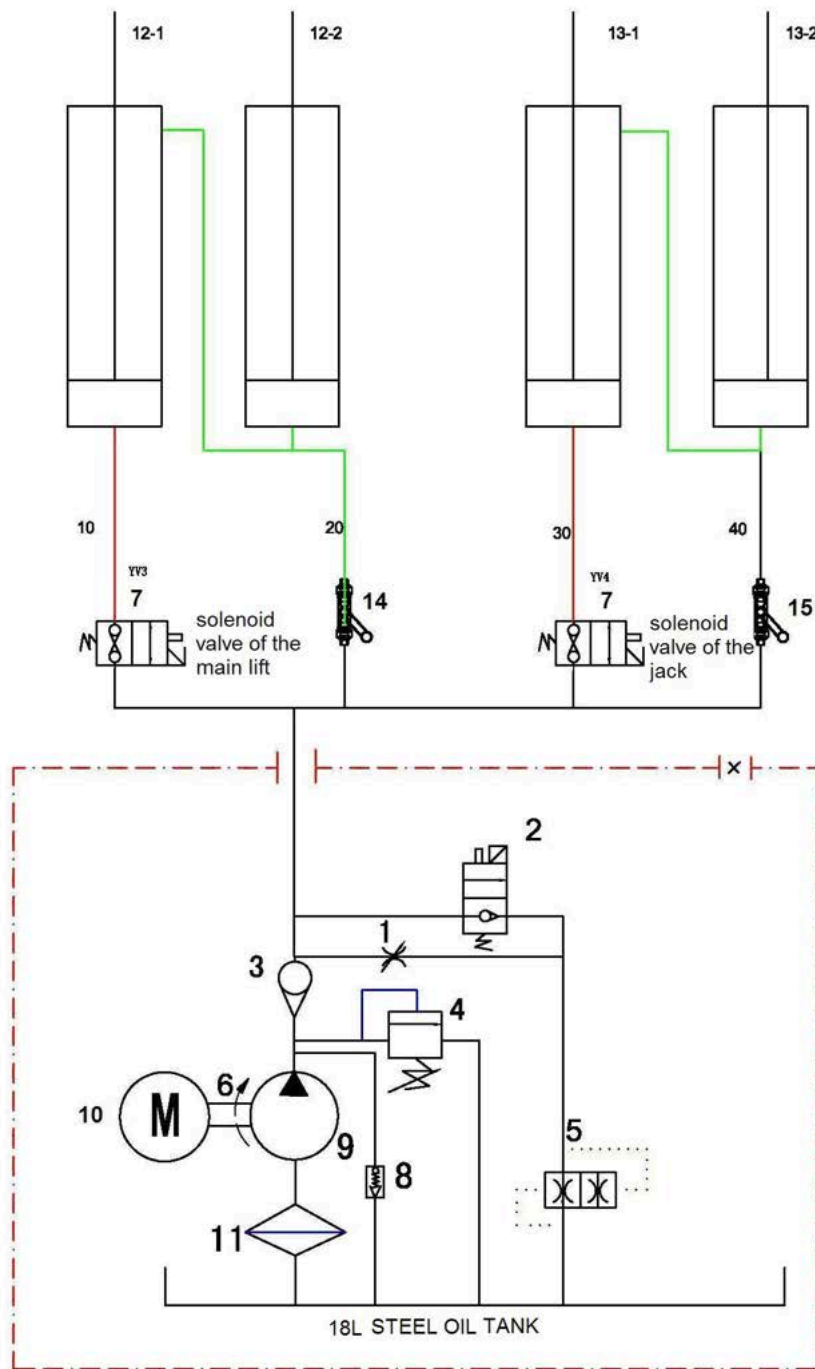 12-1
12-2
13-1
13-2
10
20
30
40
YV3
7
solenoid
valve of the
main lift
14
YV4
7
solenoid
valve of the
jack
15
x
2
1
3
4
10
M
6
9
8
5
11
18L STEEL OIL TANK